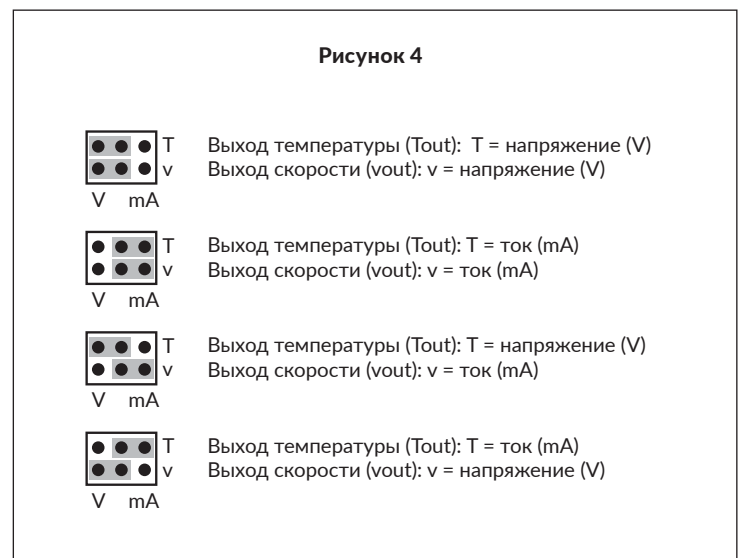 Рисунок 4
T Выход температуры (Tout): T = напряжение (V)
v Выход скорости (vout): v = напряжение (V)
V mA
T Выход температуры (Tout): T = ток (mA)
v Выход скорости (vout): v = ток (mA)
V mA
T Выход температуры (Tout): T = напряжение (V)
v Выход скорости (vout): v = ток (mA)
V mA
T Выход температуры (Tout): T = ток (mA)
v Выход скорости (vout): v = напряжение (V)
V mA